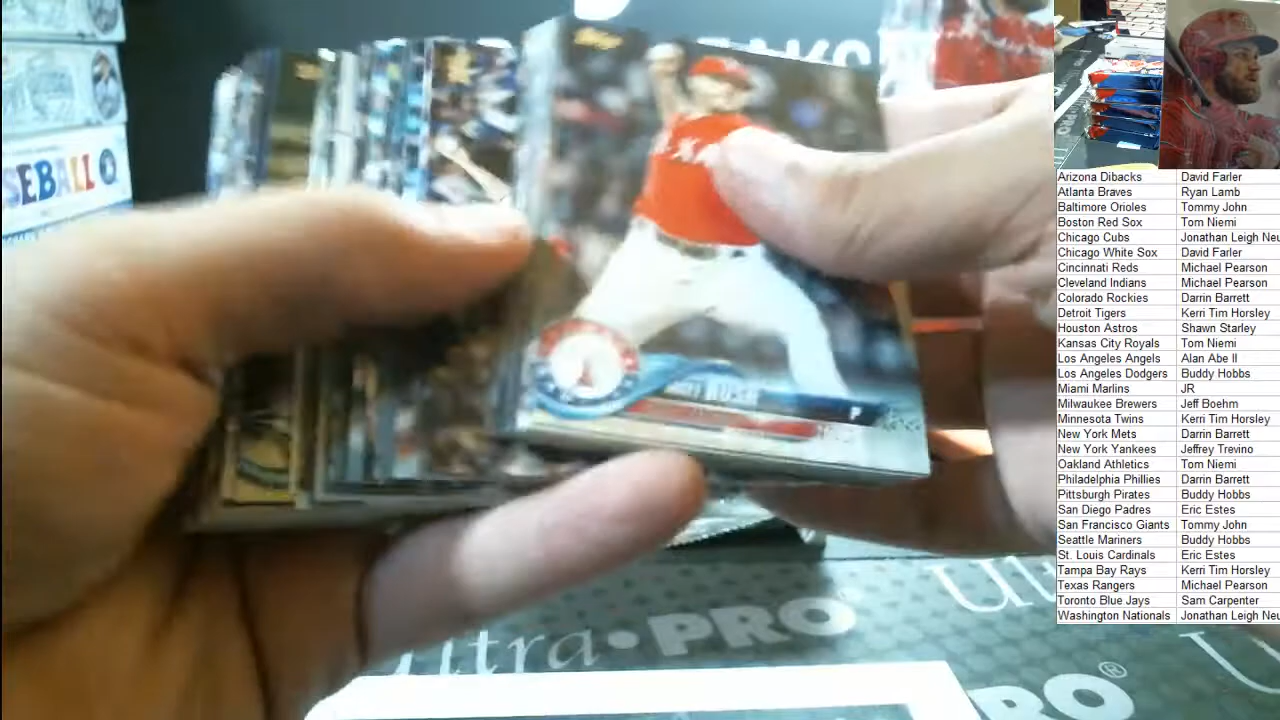 SEBALL
BUSH
P
Ultra•PRO
PRO®
Arizona Dibacks David Farler
Atlanta Braves Ryan Lamb
Baltimore Orioles Tommy John
Boston Red Sox Tom Niemi
Chicago Cubs Jonathan Leigh Neu
Chicago White Sox David Farler
Cincinnati Reds Michael Pearson
Cleveland Indians Michael Pearson
Colorado Rockies Darrin Barrett
Detroit Tigers Kerri Tim Horsley
Houston Astros Shawn Starley
Kansas City Royals Tom Niemi
Los Angeles Angels Alan Abe II
Los Angeles Dodgers Buddy Hobbs
Miami Marlins JR
Milwaukee Brewers Jeff Boehm
Minnesota Twins Kerri Tim Horsley
New York Mets Darrin Barrett
New York Yankees Jeffrey Trevino
Oakland Athletics Tom Niemi
Philadelphia Phillies Darrin Barrett
Pittsburgh Pirates Buddy Hobbs
San Diego Padres Eric Estes
San Francisco Giants Tommy John
Seattle Mariners Buddy Hobbs
St. Louis Cardinals Eric Estes
Tampa Bay Rays Kerri Tim Horsley
Texas Rangers Michael Pearson
Toronto Blue Jays Sam Carpenter
Washington Nationals Jonathan Leigh Neu